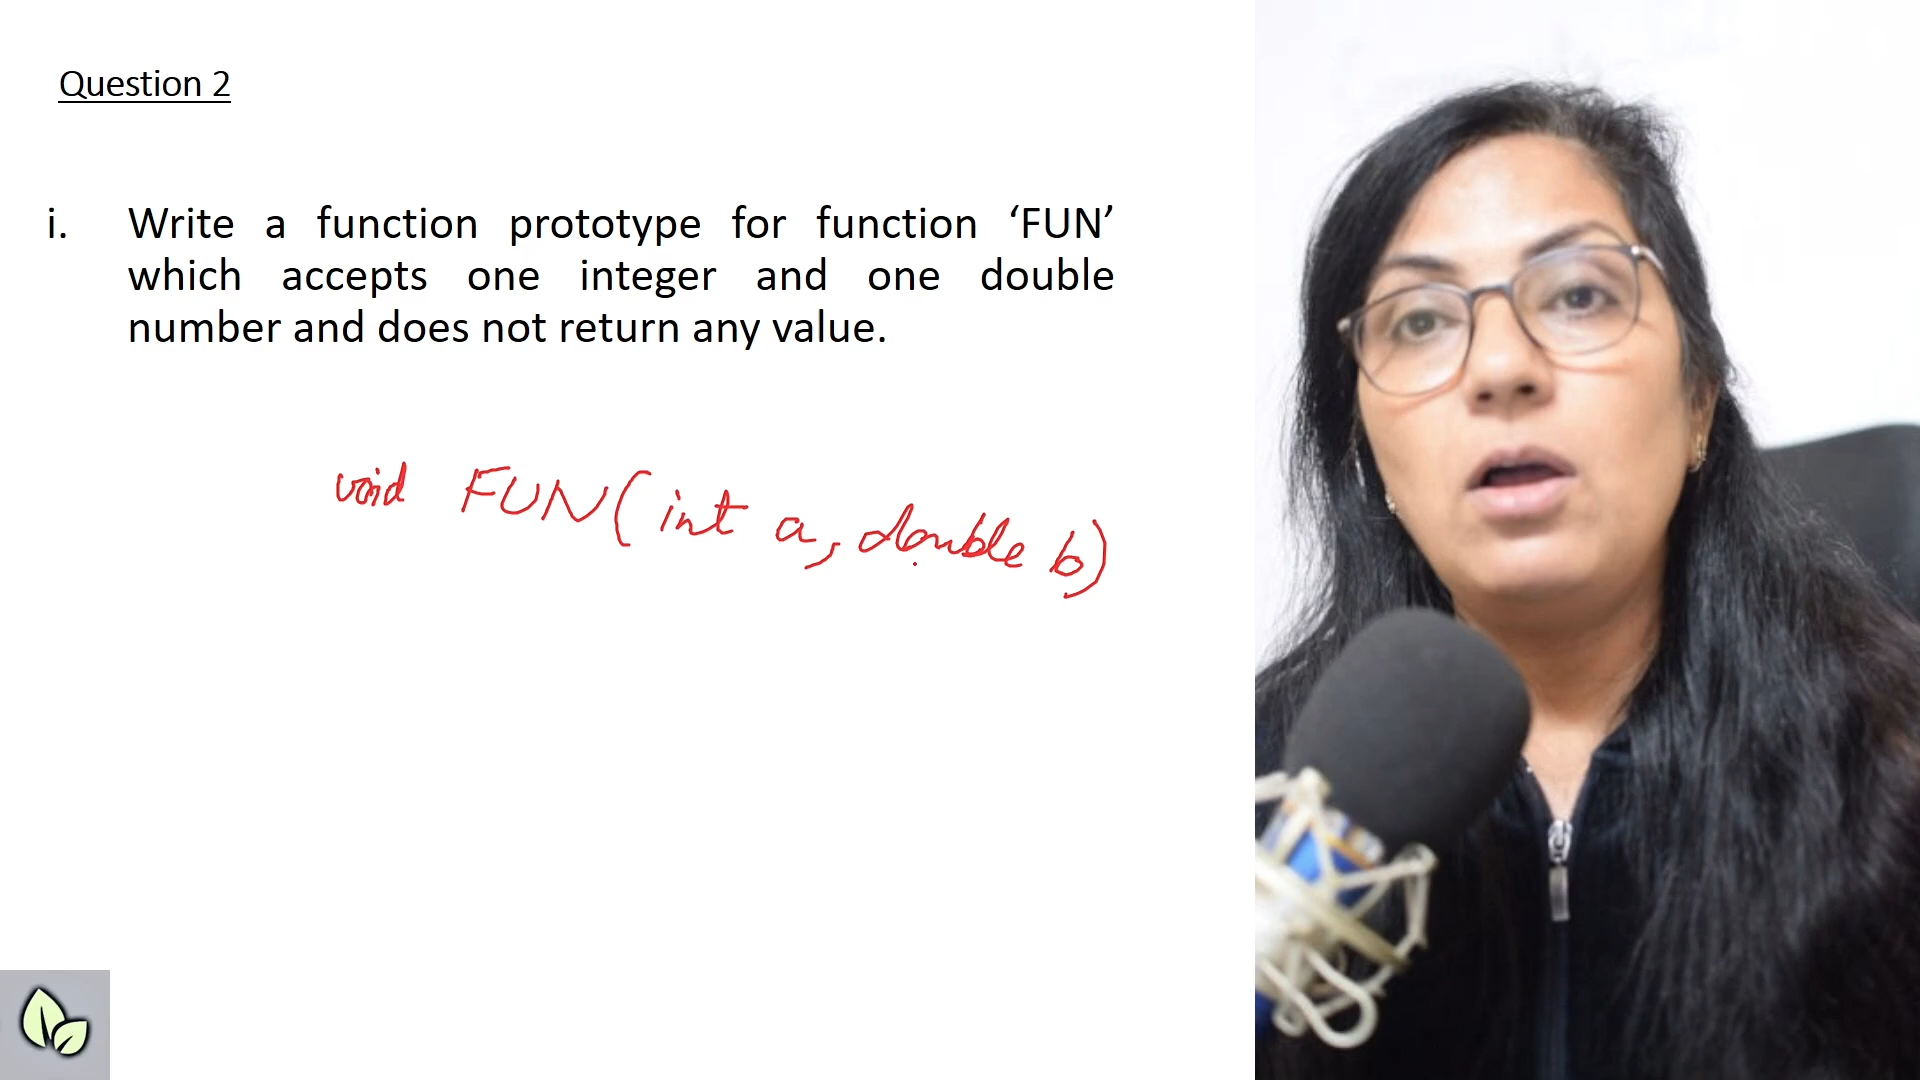 Question 2
i. Write a function prototype for function ‘FUN’
which accepts one integer and one double
number and does not return any value.
void FUN(int a, double b)